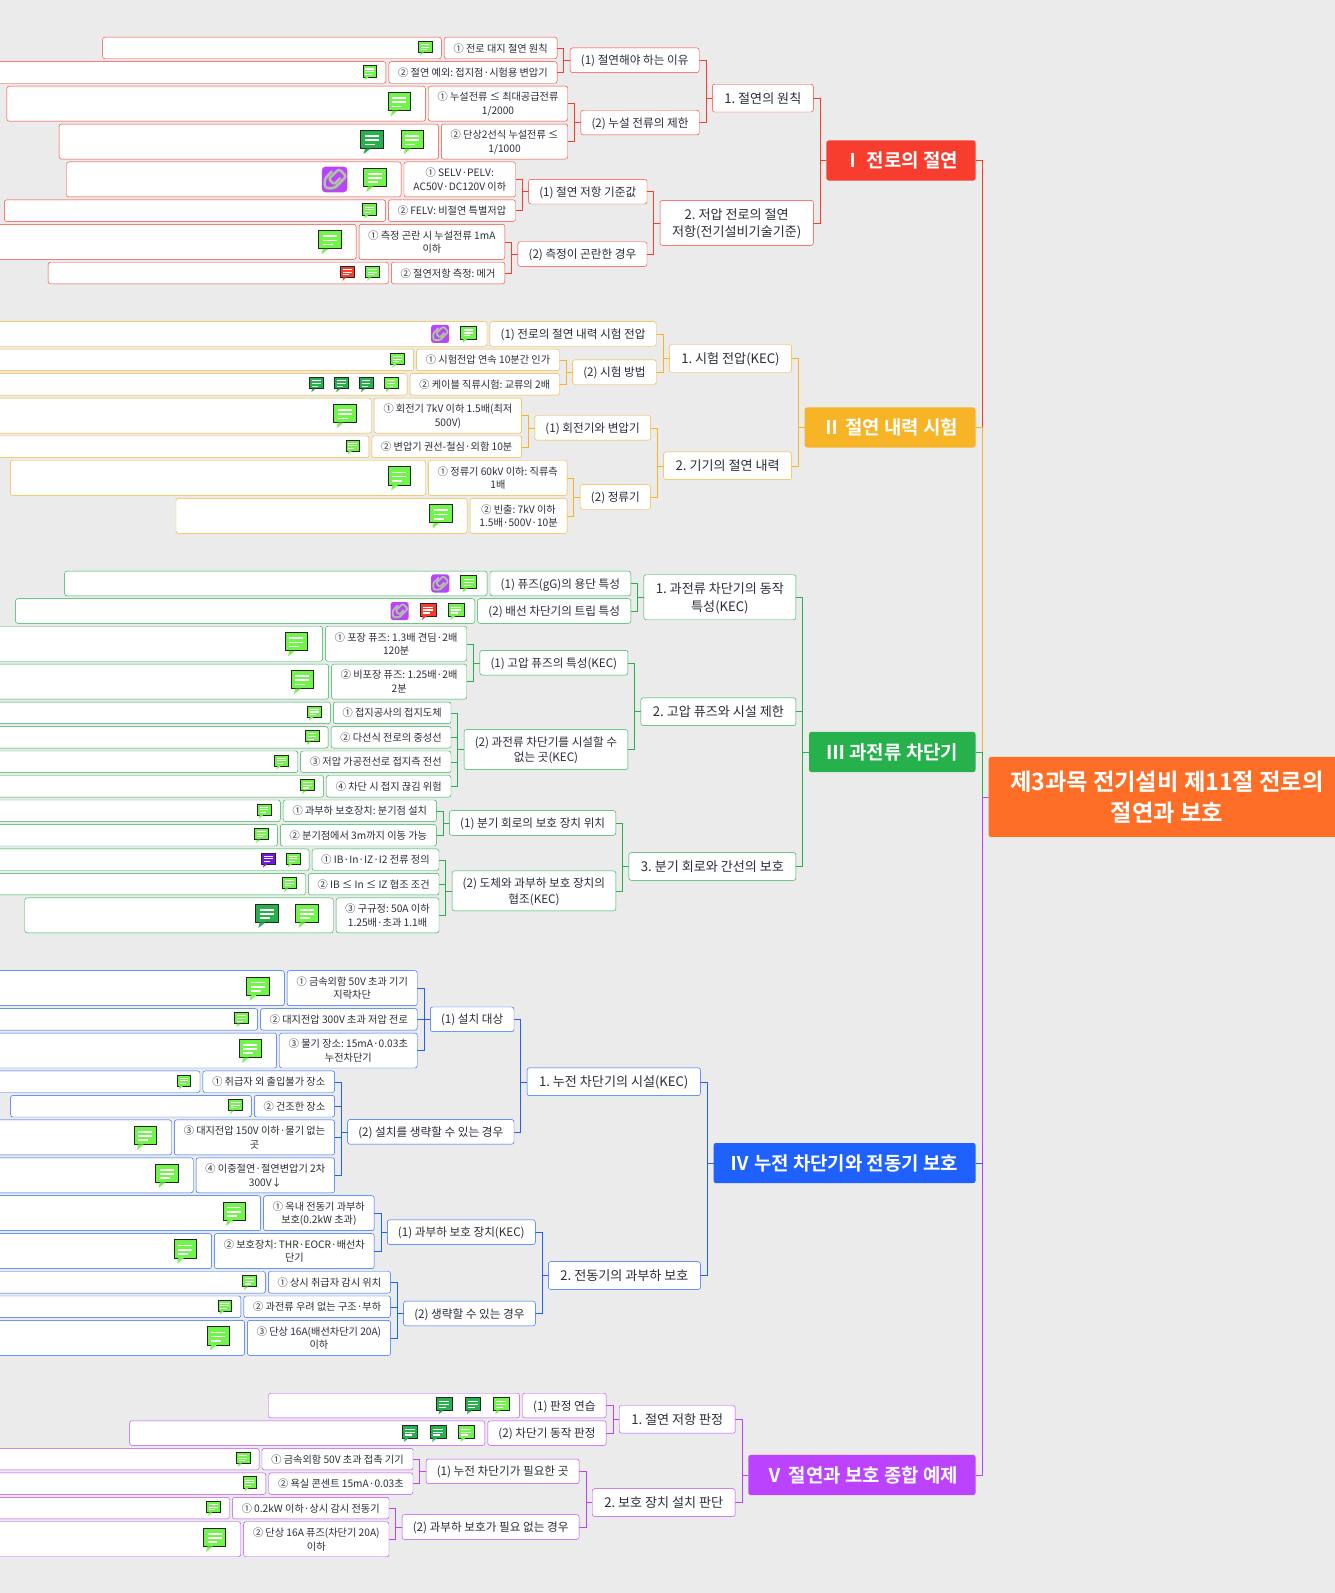 제3과목 전기설비 제11절 전로의
절연과 보호
Ⅰ 전로의 절연
1. 절연의 원칙
(1) 절연해야 하는 이유
① 전로 대지 절연 원칙
② 절연 예외: 접지점·시험용 변압기
(2) 누설 전류의 제한
① 누설전류 ≤ 최대공급전류
1/2000
② 단상2선식 누설전류 ≤
1/1000
2. 저압 전로의 절연
저항(전기설비기술기준)
(1) 절연 저항 기준값
① SELV·PELV:
AC50V·DC120V 이하
② FELV: 비절연 특별저압
(2) 측정이 곤란한 경우
① 측정 곤란 시 누설전류 1mA
이하
② 절연저항 측정: 메거
Ⅱ 절연 내력 시험
1. 시험 전압(KEC)
(1) 전로의 절연 내력 시험 전압
(2) 시험 방법
① 시험전압 연속 10분간 인가
② 케이블 직류시험: 교류의 2배
2. 기기의 절연 내력
(1) 회전기와 변압기
① 회전기 7kV 이하 1.5배(최저
500V)
② 변압기 권선-철심·외함 10분
(2) 정류기
① 정류기 60kV 이하: 직류측
1배
② 빈출: 7kV 이하
1.5배·500V·10분
Ⅲ 과전류 차단기
1. 과전류 차단기의 동작
특성(KEC)
(1) 퓨즈(gG)의 용단 특성
(2) 배선 차단기의 트립 특성
2. 고압 퓨즈와 시설 제한
(1) 고압 퓨즈의 특성(KEC)
① 포장 퓨즈: 1.3배 견딤·2배
120분
② 비포장 퓨즈: 1.25배·2배
2분
(2) 과전류 차단기를 시설할 수
없는 곳(KEC)
① 접지공사의 접지도체
② 다선식 전로의 중성선
③ 저압 가공전선로 접지측 전선
④ 차단 시 접지 끊김 위험
3. 분기 회로와 간선의 보호
(1) 분기 회로의 보호 장치 위치
① 과부하 보호장치: 분기점 설치
② 분기점에서 3m까지 이동 가능
(2) 도체와 과부하 보호 장치의
협조(KEC)
① IB·In·IZ·I2 전류 정의
② IB ≤ In ≤ IZ 협조 조건
③ 구규정: 50A 이하
1.25배·초과 1.1배
Ⅳ 누전 차단기와 전동기 보호
1. 누전 차단기의 시설(KEC)
(1) 설치 대상
① 금속외함 50V 초과 기기
지락차단
② 대지전압 300V 초과 저압 전로
③ 물기 장소: 15mA·0.03초
누전차단기
(2) 설치를 생략할 수 있는 경우
① 취급자 외 출입불가 장소
② 건조한 장소
③ 대지전압 150V 이하·물기 없는
곳
④ 이중절연·절연변압기 2차
300V↓
2. 전동기의 과부하 보호
(1) 과부하 보호 장치(KEC)
① 옥내 전동기 과부하
보호(0.2kW 초과)
② 보호장치: THR·EOCR·배선차
단기
(2) 생략할 수 있는 경우
① 상시 취급자 감시 위치
② 과전류 우려 없는 구조·부하
③ 단상 16A(배선차단기 20A)
이하
Ⅴ 절연과 보호 종합 예제
1. 절연 저항 판정
(1) 판정 연습
(2) 차단기 동작 판정
2. 보호 장치 설치 판단
(1) 누전 차단기가 필요한 곳
① 금속외함 50V 초과 접촉 기기
② 욕실 콘센트 15mA·0.03초
(2) 과부하 보호가 필요 없는 경우
① 0.2kW 이하·상시 감시 전동기
② 단상 16A 퓨즈(차단기 20A)
이하